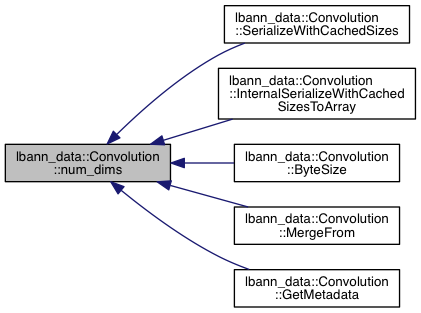 lbann_data::Convolution
::SerializeWithCachedSizes
lbann_data::Convolution
::InternalSerializeWithCached
SizesToArray
lbann_data::Convolution
::num_dims
lbann_data::Convolution
::ByteSize
lbann_data::Convolution
::MergeFrom
lbann_data::Convolution
::GetMetadata